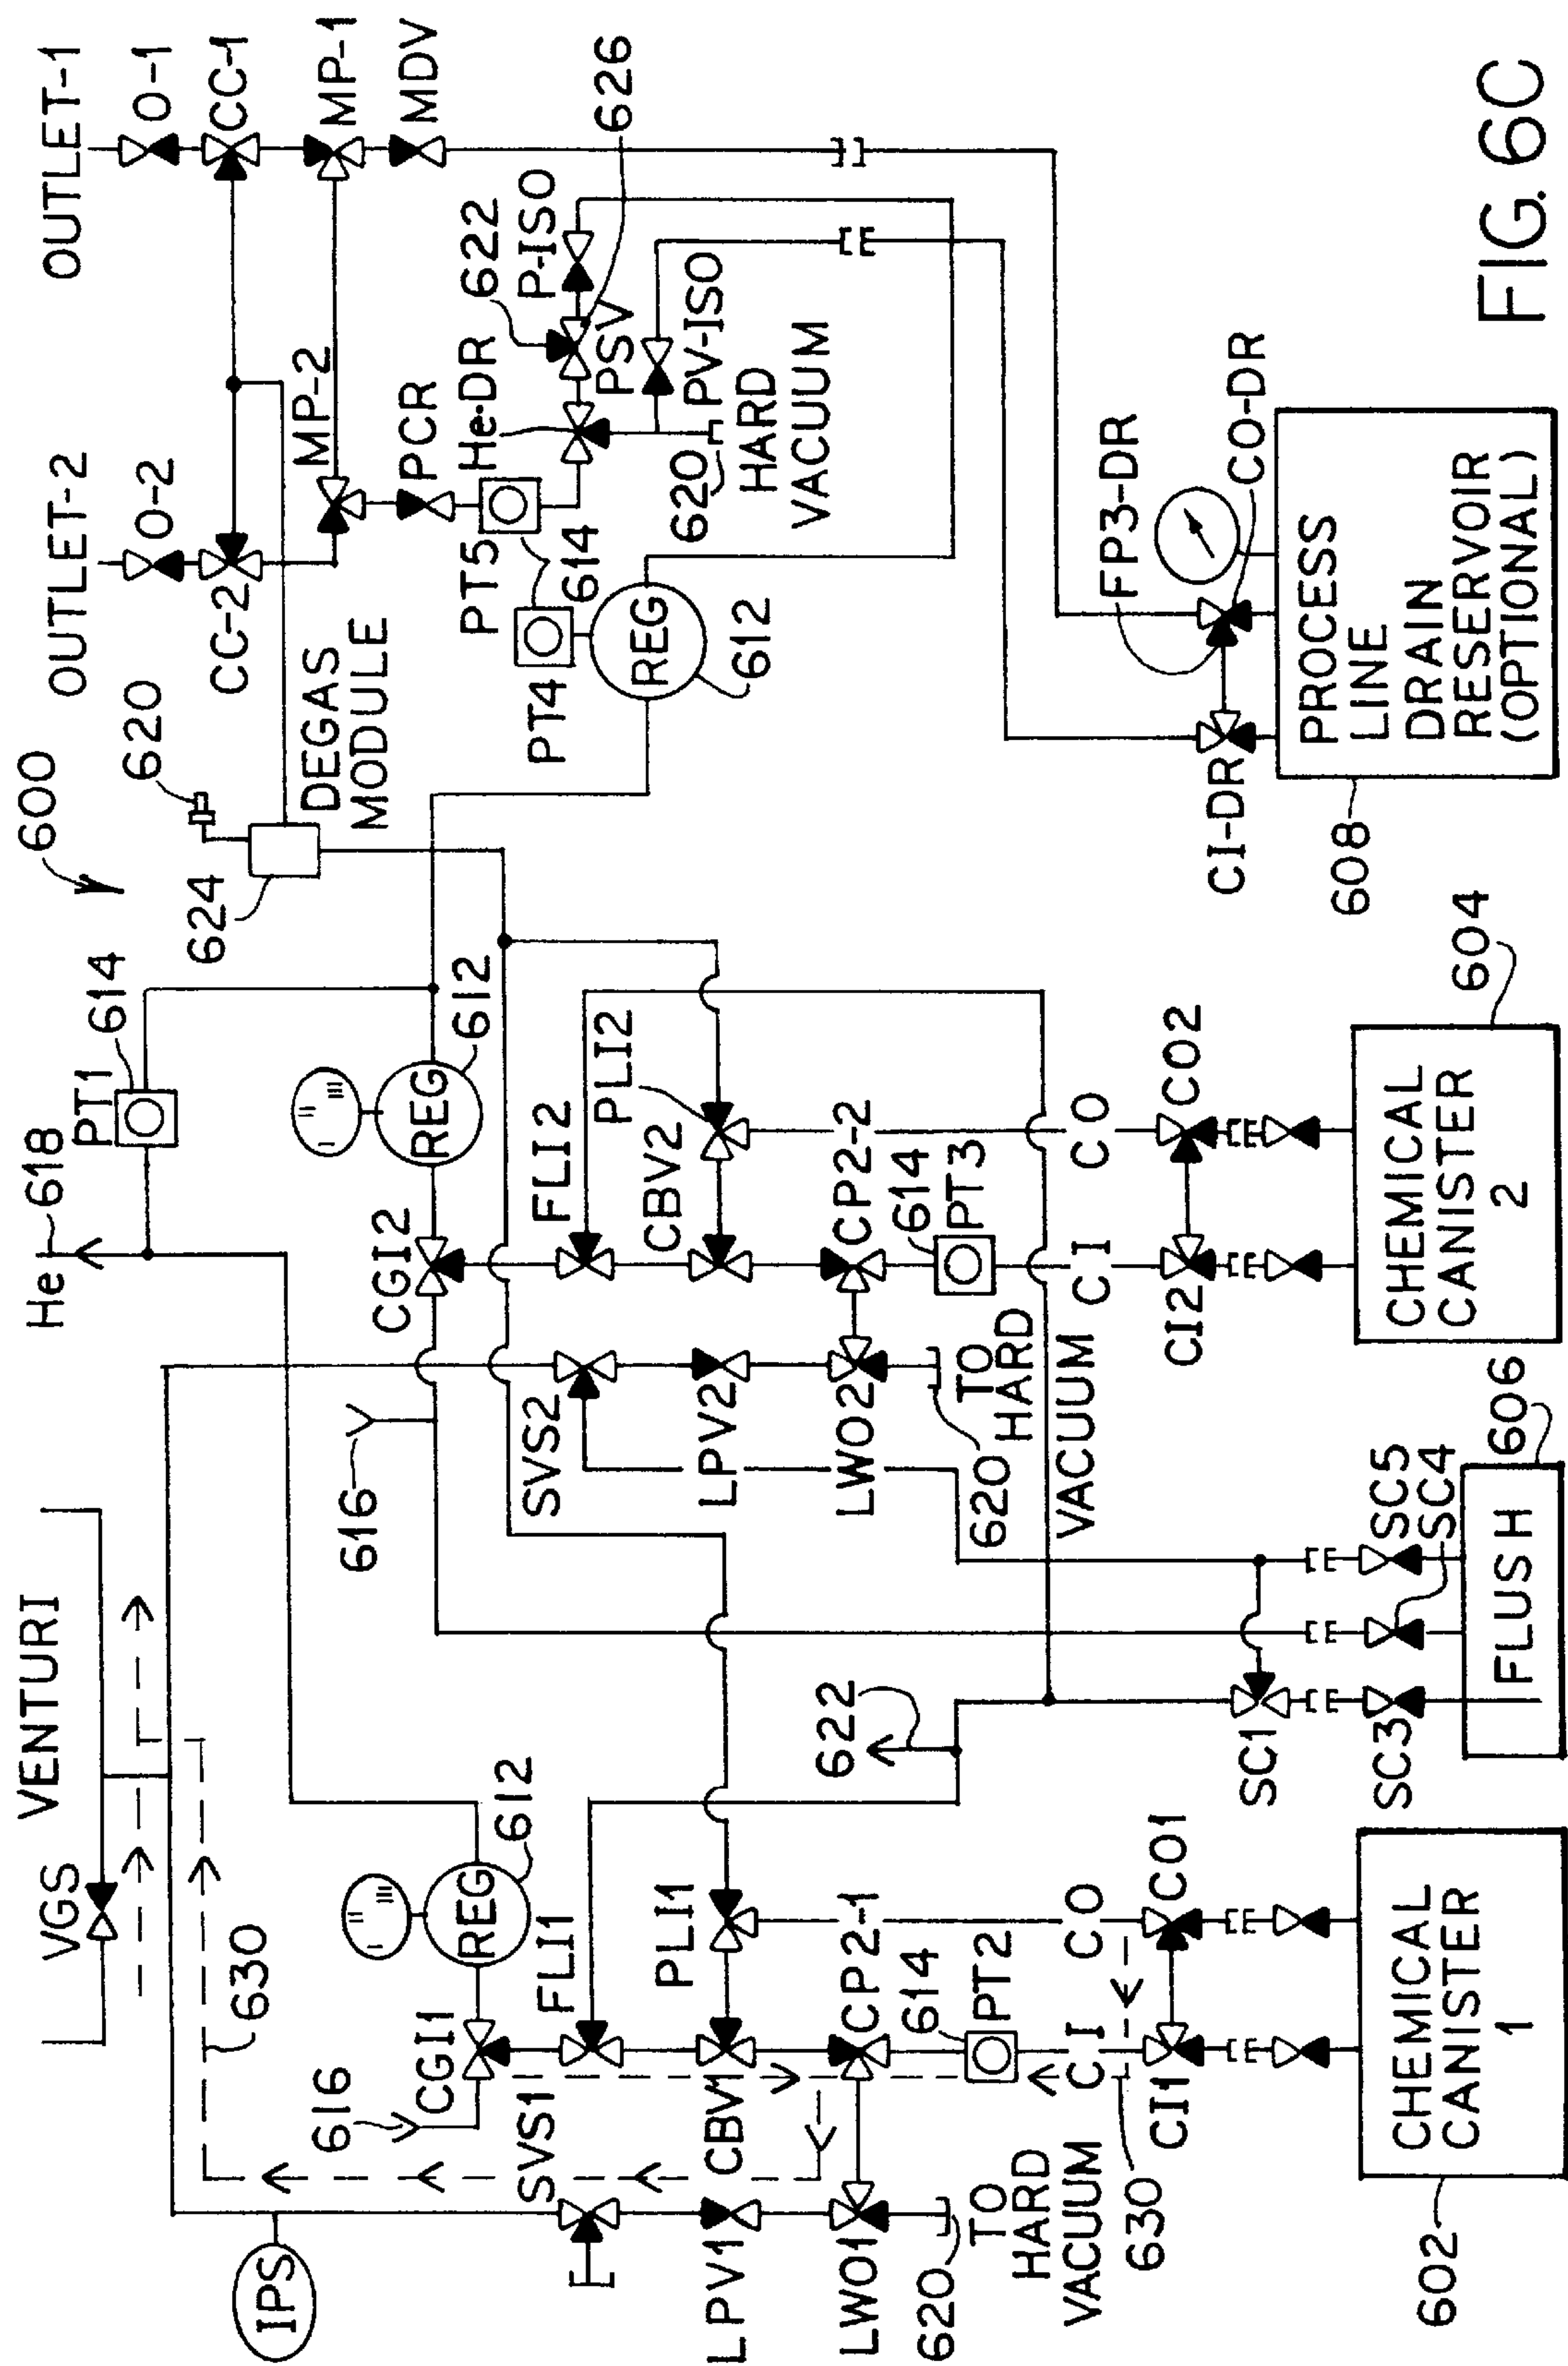 OUTLET-1
O-1
CC-1
MP-1
MDV
626
OUTLET-2
O-2
CC-2
MP-2
PCR
He-DR
622
P-ISO
PSV
PV-ISO
620
HARD
VACUUM
PT5
614
PT4
REG
612
600
620
624
DEGAS
MODULE
FP3-DR
CO-DR
CI-DR
608
PROCESS
LINE
DRAIN
RESERVOIR
(OPTIONAL)
FIG. 6C
He
618
PT1
614
REG
612
CGI2
FLI2
PLI2
CBV2
CP2-2
614
PT3
CO
CI
CO2
CI2
604
CHEMICAL
CANISTER
2
SVS2
LPV2
LWO2
620
TO
HARD
VACUUM
616
606
SC5
SC4
FLUSH
SC1
SC3
622
VENTURI
VGS
630
REG
612
FLI1
PLI1
CGI1
616
SVS1
CBV1
CP2-1
614
PT2
CO
CI
CO1
CI1
IPS
LPV1
LWO1
620
TO
HARD
VACUUM
630
602
CHEMICAL
CANISTER
1